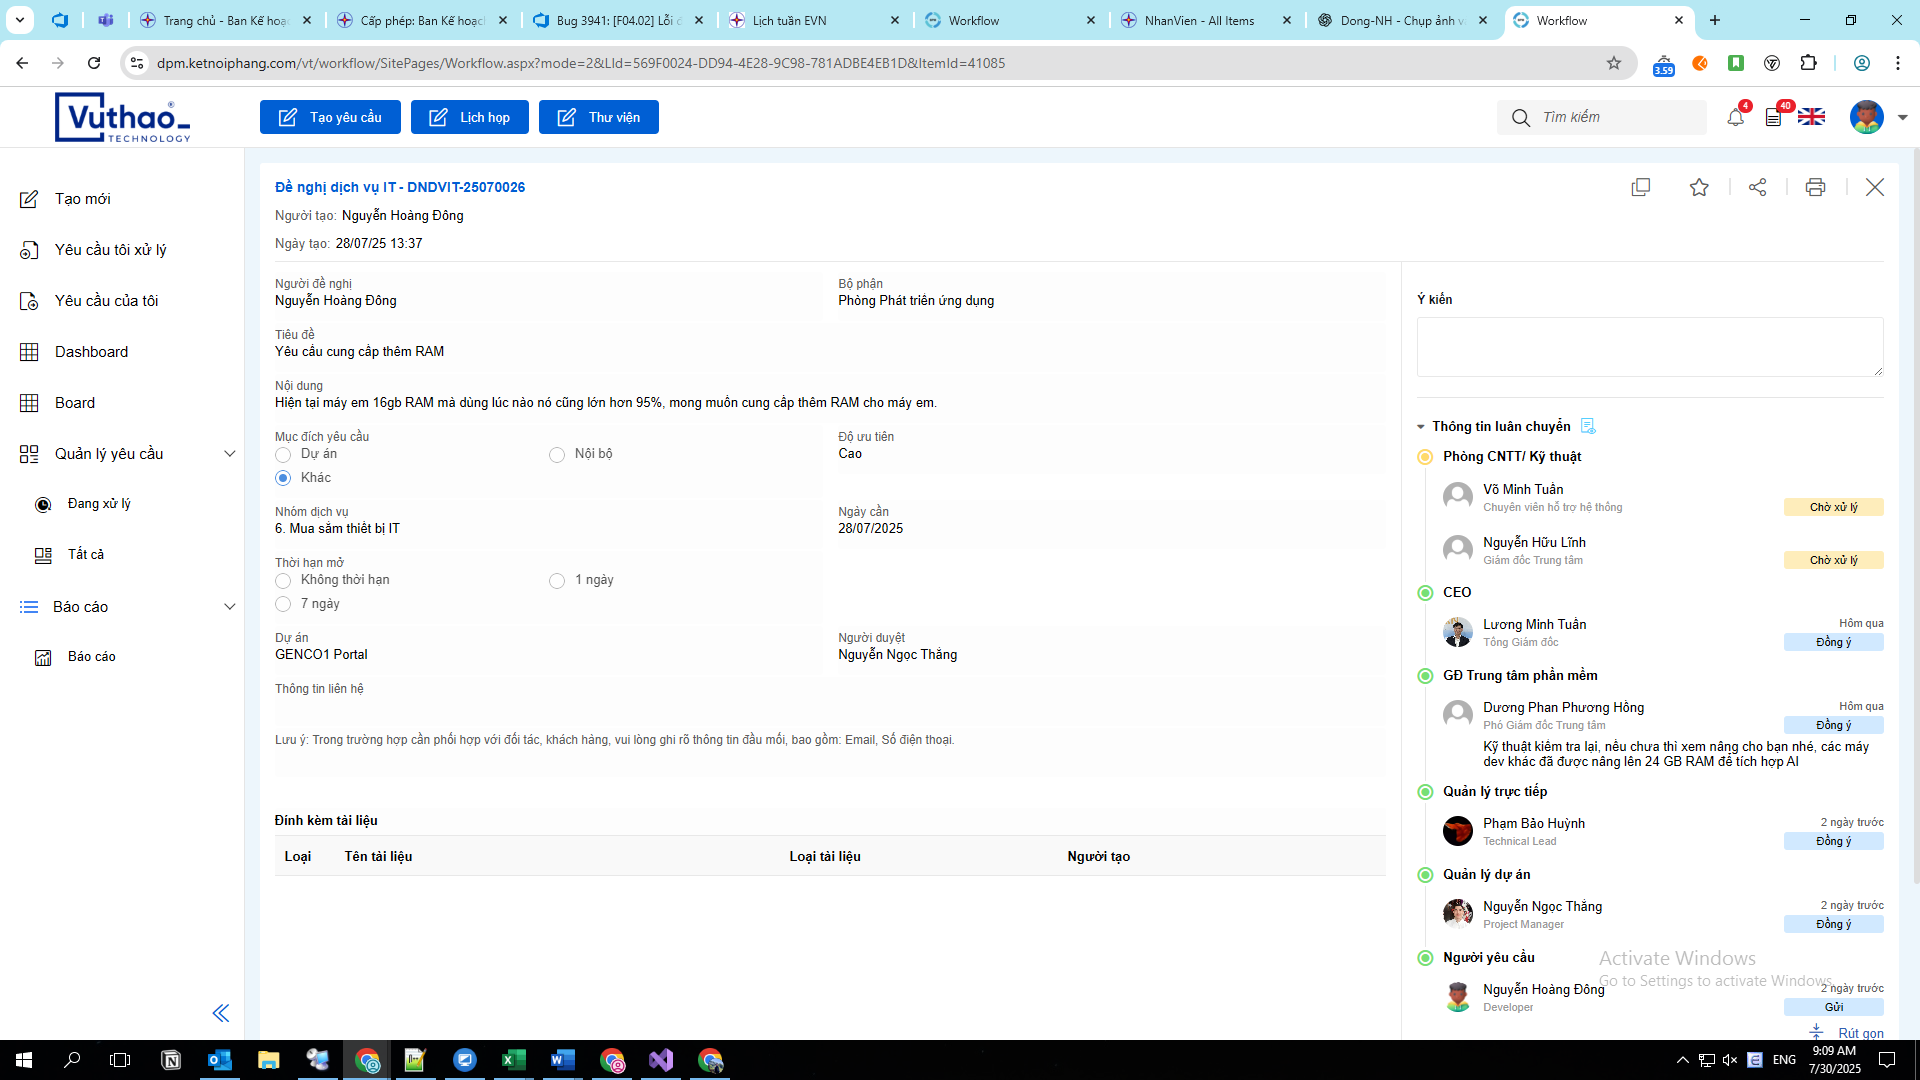 Trang chủ - Ban Kế hoạc
Cấp phép: Ban Kế hoạc
Bug 3941: [F04.02] Lỗi
Lịch tuần EVN
Workflow
NhanVien - All Items
Dong-NH - Chụp ảnh v
Workflow
dpm.ketnoiphang.com/vt/workflow/SitePages/Workflow.aspx?mode=2&LId=569F0024-DD94-4E28-9C98-781ADBE4EB1D&ItemId=41085
3.59
Vuthao_®
TECHNOLOGY
Tạo yêu cầu
Lịch họp
Thư viện
Tìm kiếm
4
40
Tạo mới
Yêu cầu tôi xử lý
Yêu cầu của tôi
Dashboard
Board
Quản lý yêu cầu
Đang xử lý
Tất cả
Báo cáo
Báo cáo
Đề nghị dịch vụ IT - DNDVIT-25070026
Người tạo: Nguyễn Hoàng Đông
Ngày tạo: 28/07/25 13:37
Người đề nghị
Nguyễn Hoàng Đông
Bộ phận
Phòng Phát triển ứng dụng
Tiêu đề
Yêu cầu cung cấp thêm RAM
Nội dung
Hiện tại máy em 16gb RAM mà dùng lúc nào nó cũng lớn hơn 95%, mong muốn cung cấp thêm RAM cho máy em.
Mục đích yêu cầu
Dự án
Nội bộ
Khác
Độ ưu tiên
Cao
Nhóm dịch vụ
6. Mua sắm thiết bị IT
Ngày cần
28/07/2025
Thời hạn mở
Không thời hạn
1 ngày
7 ngày
Dự án
GENCO1 Portal
Người duyệt
Nguyễn Ngọc Thắng
Thông tin liên hệ
Lưu ý: Trong trường hợp cần phối hợp với đối tác, khách hàng, vui lòng ghi rõ thông tin đầu mối, bao gồm: Email, Số điện thoại.
Đính kèm tài liệu
Loại
Tên tài liệu
Loại tài liệu
Người tạo
Ý kiến
Thông tin luân chuyển
Phòng CNTT/ Kỹ thuật
Võ Minh Tuấn
Chuyên viên hỗ trợ hệ thống
Chờ xử lý
Nguyễn Hữu Lĩnh
Giám đốc Trung tâm
Chờ xử lý
CEO
Lương Minh Tuấn
Hôm qua
Tổng Giám đốc
Đồng ý
GĐ Trung tâm phần mềm
Dương Phan Phương Hồng
Hôm qua
Phó Giám đốc Trung tâm
Đồng ý
Kỹ thuật kiểm tra lại, nếu chưa thì xem nâng cho bạn nhé, các máy
dev khác đã được nâng lên 24 GB RAM để tích hợp AI
Quản lý trực tiếp
Phạm Bảo Huỳnh
2 ngày trước
Technical Lead
Đồng ý
Quản lý dự án
Nguyễn Ngọc Thắng
2 ngày trước
Project Manager
Đồng ý
Người yêu cầu
Nguyễn Hoàng Đông
2 ngày trước
Developer
Gửi
Rút gọn
Activate Windows
Go to Settings to activate Windows.
ENG
9:09 AM
7/30/2025